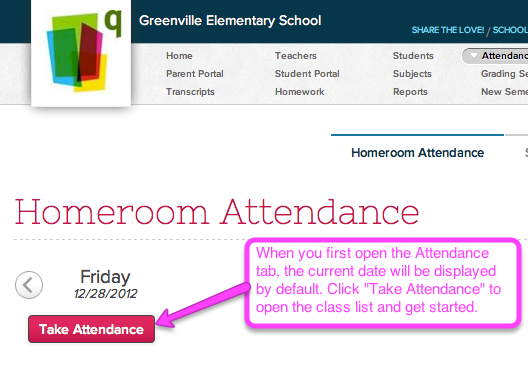 q
Greenville Elementary School
SHARE THE LOVE! / SCHOOL
Home Teachers Students Attendanc
Parent Portal Student Portal Subjects Grading Se
Transcripts Homework Reports New Seme
Homeroom Attendance S
Homeroom Attendance
When you first open the Attendance
tab, the current date will be displayed
by default. Click "Take Attendance" to
open the class list and get started.
Friday
12/28/2012
Take Attendance